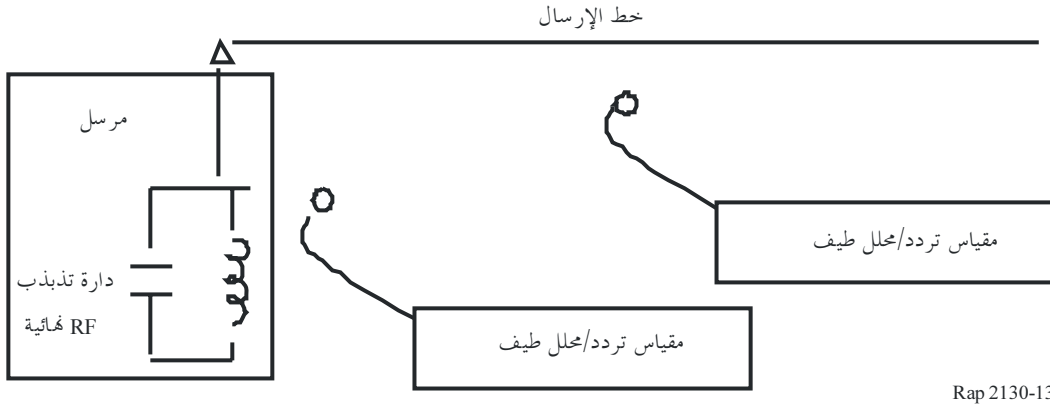 خط الإرسال
مرسل
مقياس تردد/محلل طيف
دارة تذبذب
RF نهائية
مقياس تردد/محلل طيف
Rap 2130-13